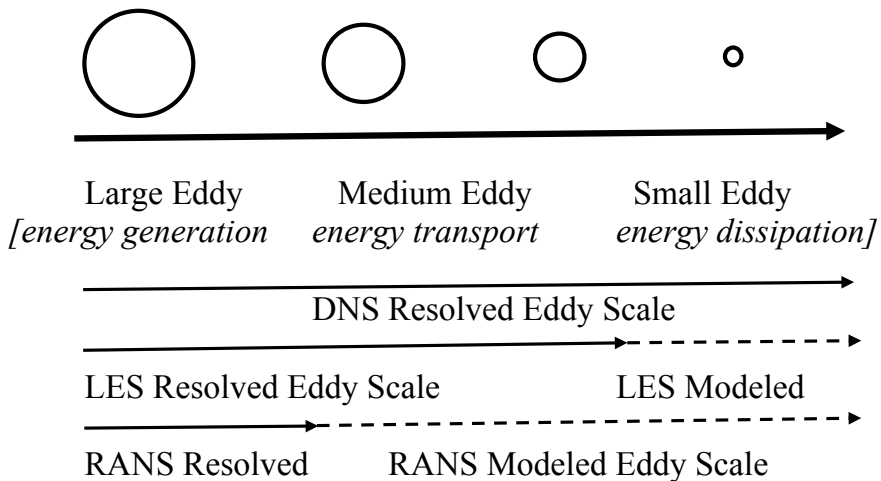 Large Eddy Medium Eddy Small Eddy
[energy generation energy transport energy dissipation]
DNS Resolved Eddy Scale
LES Resolved Eddy Scale LES Modeled
RANS Resolved RANS Modeled Eddy Scale